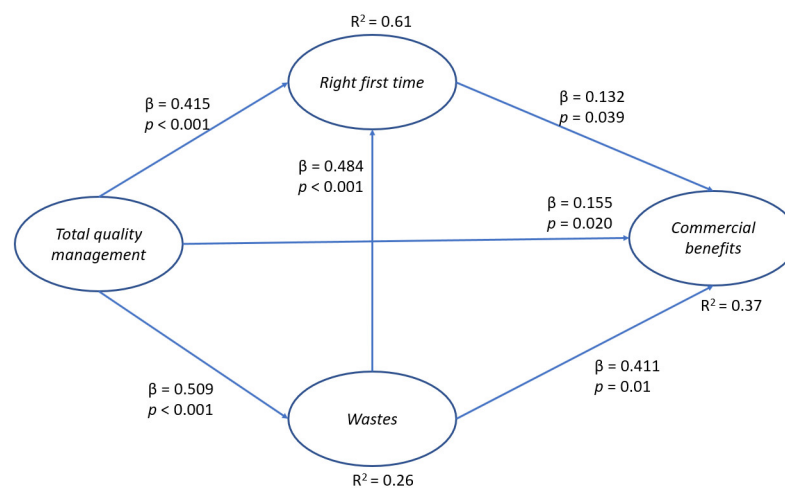 R² = 0.61
Right first time
β = 0.415
p < 0.001
β = 0.132
p = 0.039
β = 0.484
p < 0.001
β = 0.155
p = 0.020
Total quality
management
Commercial
benefits
R² = 0.37
β = 0.509
p < 0.001
β = 0.411
p = 0.01
Wastes
R² = 0.26